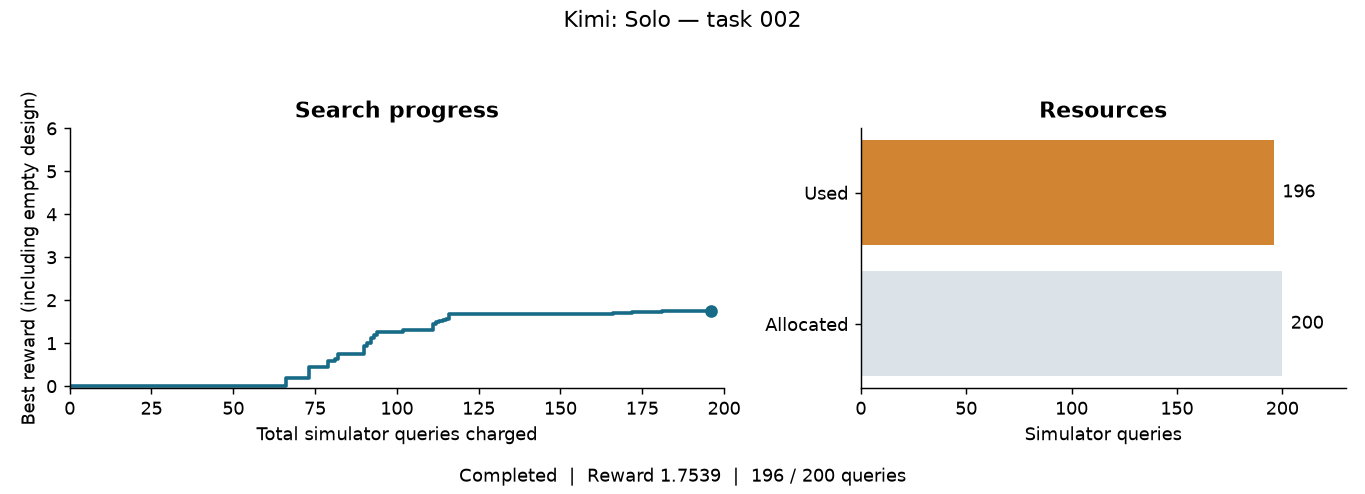 Kimi: Solo — task 002
Search progress
Best reward (including empty design)
6
5
4
3
2
1
0
0 25 50 75 100 125 150 175 200
Total simulator queries charged
Resources
Used
196
Allocated
200
0 50 100 150 200
Simulator queries
Completed | Reward 1.7539 | 196 / 200 queries